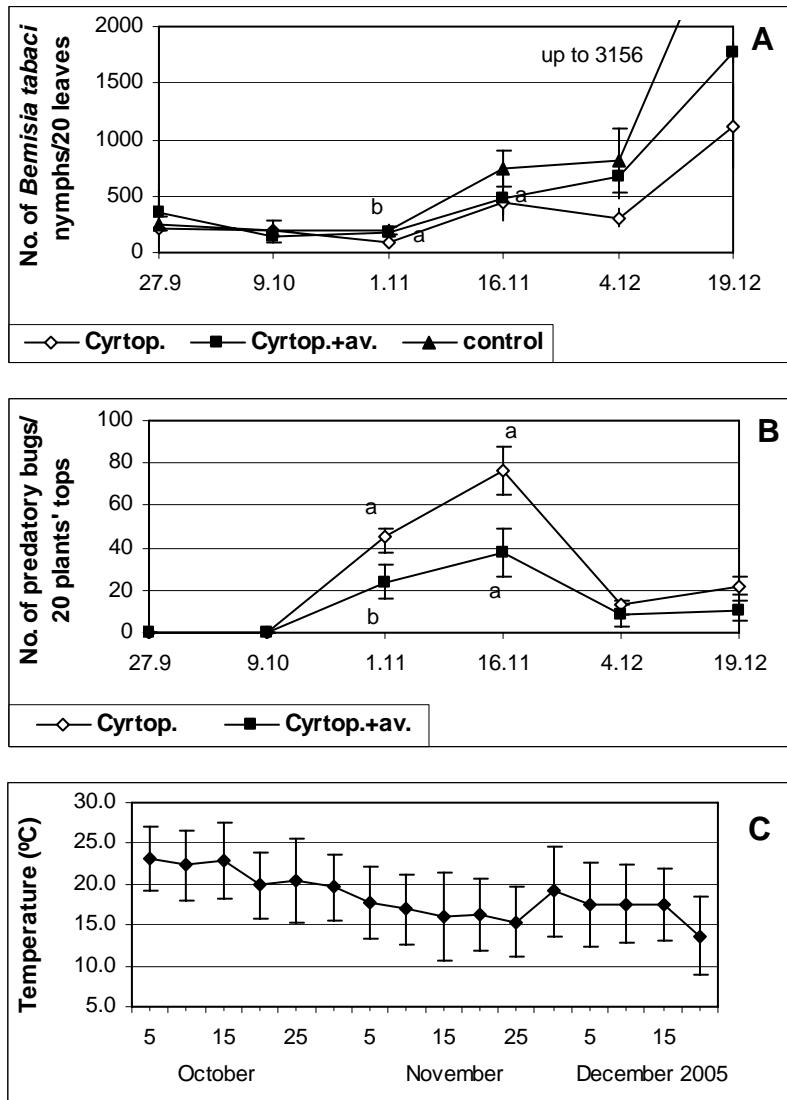 A
No. of Bemisia tabaci
nymphs/20 leaves
2000
1500
1000
500
0
up to 3156
b
a
a
27.9 9.10 1.11 16.11 4.12 19.12
Cyrtop. Cyrtop.+av. control
B
No. of predatory bugs/
20 plants' tops
100
80
60
40
20
0
a
a
b
a
27.9 9.10 1.11 16.11 4.12 19.12
Cyrtop. Cyrtop.+av.
C
Temperature (ºC)
30.0
25.0
20.0
15.0
10.0
5.0
5 15 25 5 15 25 5 15
October November December 2005